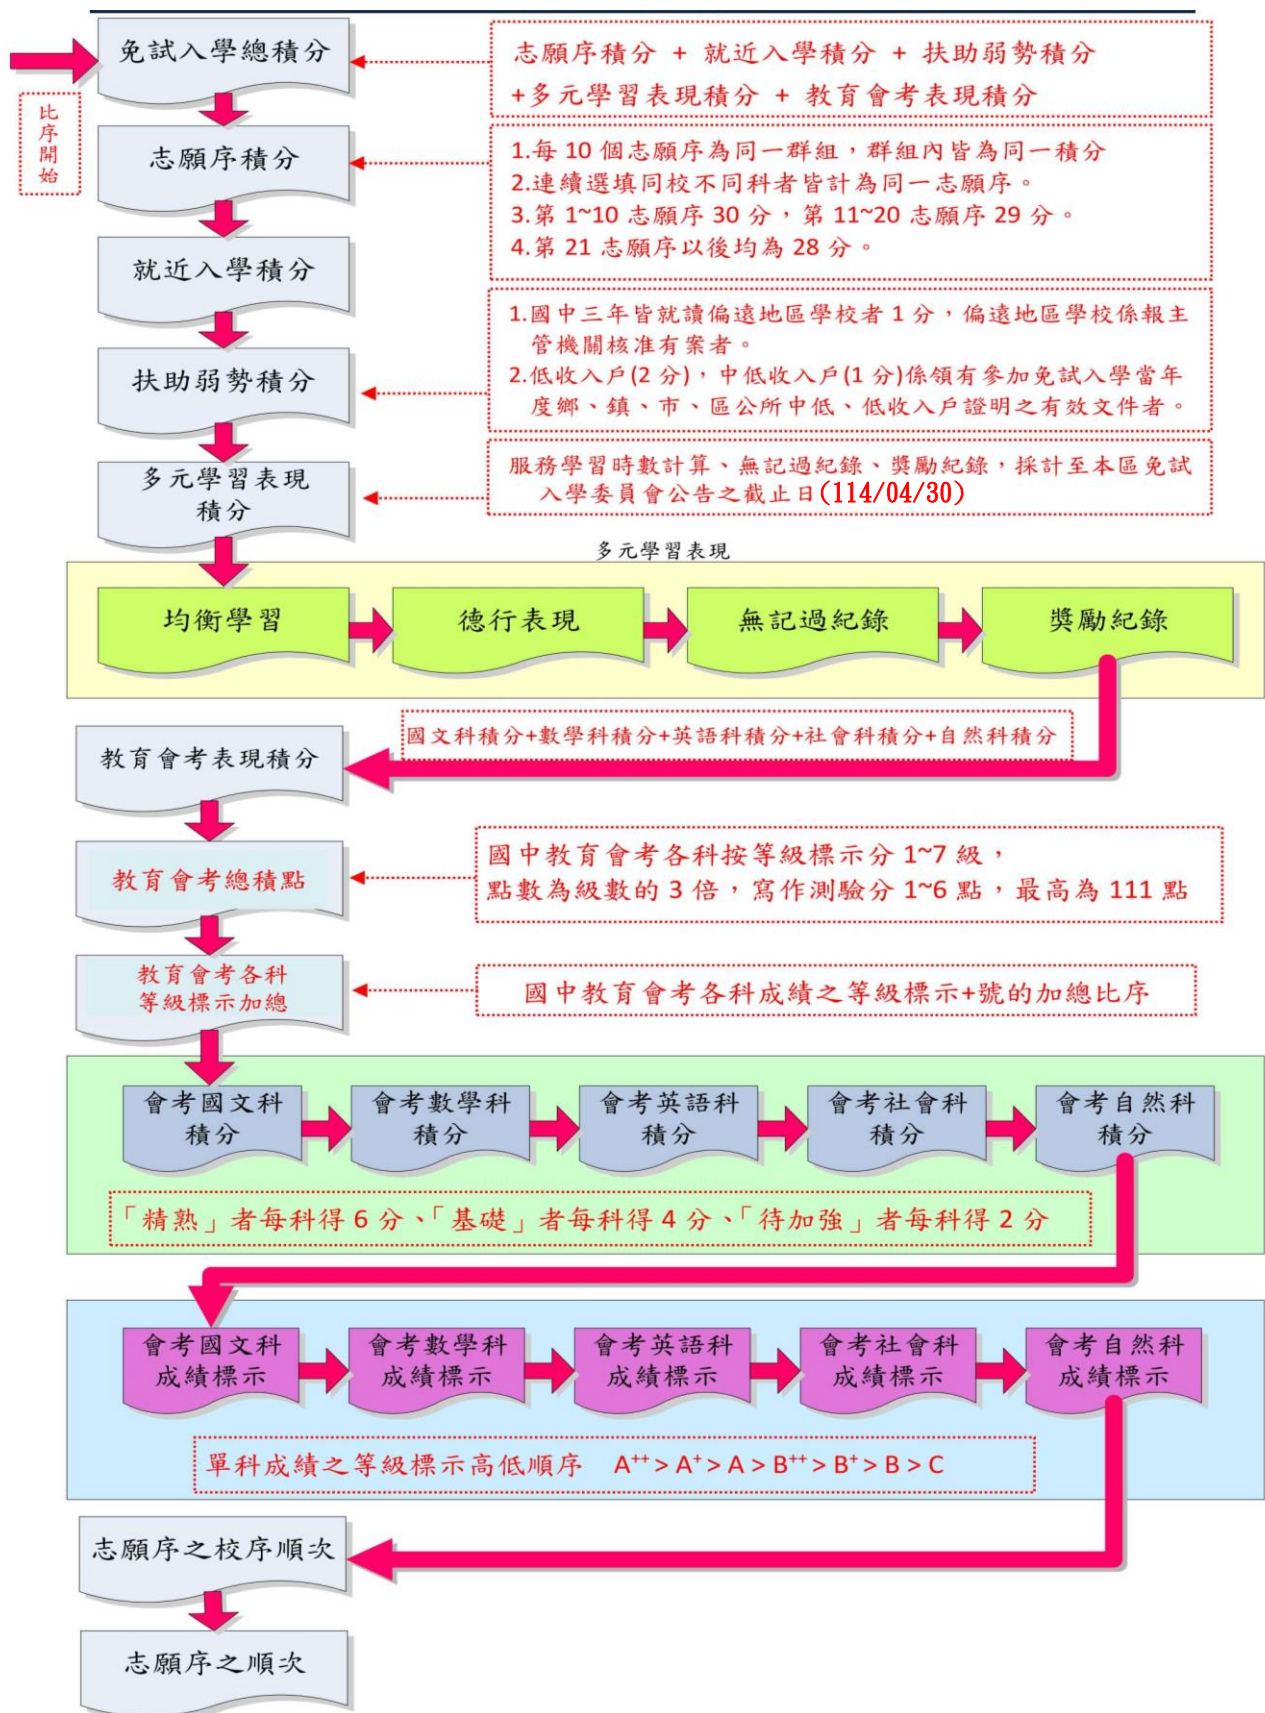 免試入學總積分
志願序積分 + 就近入學積分 + 扶助弱勢積分
+多元學習表現積分 + 教育會考表現積分
比
序
開
始
志願序積分
1.每 10 個志願序為同一群組，群組內皆為同一積分
2.連續選填同校不同科者皆計為同一志願序。
3.第 1~10 志願序 30 分，第 11~20 志願序 29 分。
4.第 21 志願序以後均為 28 分。
就近入學積分
扶助弱勢積分
1.國中三年皆就讀偏遠地區學校者 1 分，偏遠地區學校係報主
管機關核准有案者。
2.低收入戶(2 分)，中低收入戶(1 分)係領有參加免試入學當年
度鄉、鎮、市、區公所中低、低收入戶證明之有效文件者。
多元學習表現
積分
服務學習時數計算、無記過紀錄、獎勵紀錄，採計至本區免試
入學委員會公告之截止日(114/04/30)
多元學習表現
均衡學習
德行表現
無記過紀錄
獎勵紀錄
國文科積分+數學科積分+英語科積分+社會科積分+自然科積分
教育會考表現積分
教育會考總積點
國中教育會考各科按等級標示分 1~7 級，
點數為級數的 3 倍，寫作測驗分 1~6 點，最高為 111 點
教育會考各科
等級標示加總
國中教育會考各科成績之等級標示+號的加總比序
會考國文科
積分
會考數學科
積分
會考英語科
積分
會考社會科
積分
會考自然科
積分
「精熟」者每科得 6 分、「基礎」者每科得 4 分、「待加強」者每科得 2 分
會考國文科
成績標示
會考數學科
成績標示
會考英語科
成績標示
會考社會科
成績標示
會考自然科
成績標示
單科成績之等級標示高低順序 A⁺⁺ > A⁺ > A > B⁺⁺ > B⁺ > B > C
志願序之校序順次
志願序之順次